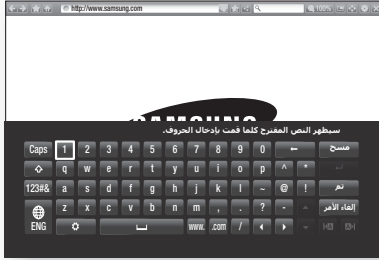 http://www.samsung.com 100%
SAMSUNG
سيظهر النص المقترح كلما قمت بإدخال الحروف.
Caps 1 2 3 4 5 6 7 8 9 0 ← مسح
q w e r t y u i o p ^ *
123#& a s d f g h j k l ~ @ ! تم
z x c v b n m , . ? - إلغاء الأمر
ENG www. .com /